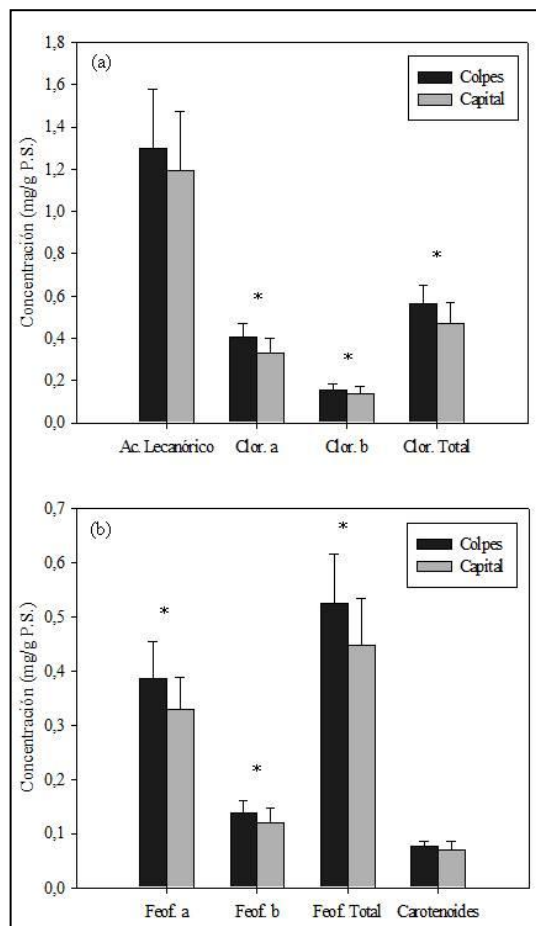 (a)
Colpes
Capital
Concentración (mg/g P.S.)
1,8
1,6
1,4
1,2
1,0
0,8
0,6
0,4
0,2
0,0
*
*
*
Ac. Lecanórico Clor. a Clor. b Clor. Total
(b)
Colpes
Capital
Concentración (mg/g P.S.)
0,7
0,6
0,5
0,4
0,3
0,2
0,1
0,0
*
*
*
Feof. a Feof. b Feof. Total Carotenoides